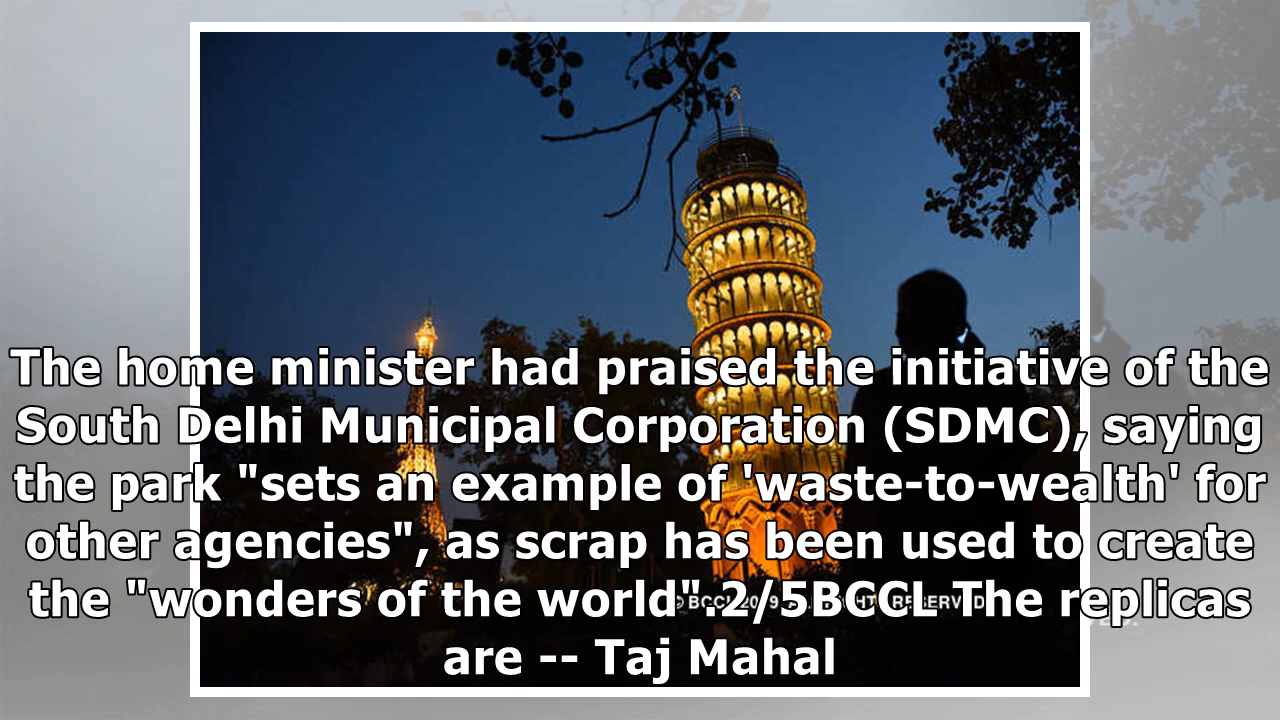 The home minister had praised the initiative of the
South Delhi Municipal Corporation (SDMC), saying
the park "sets an example of 'waste-to-wealth' for
other agencies", as scrap has been used to create
the "wonders of the world".2/5BCCL The replicas
are -- Taj Mahal